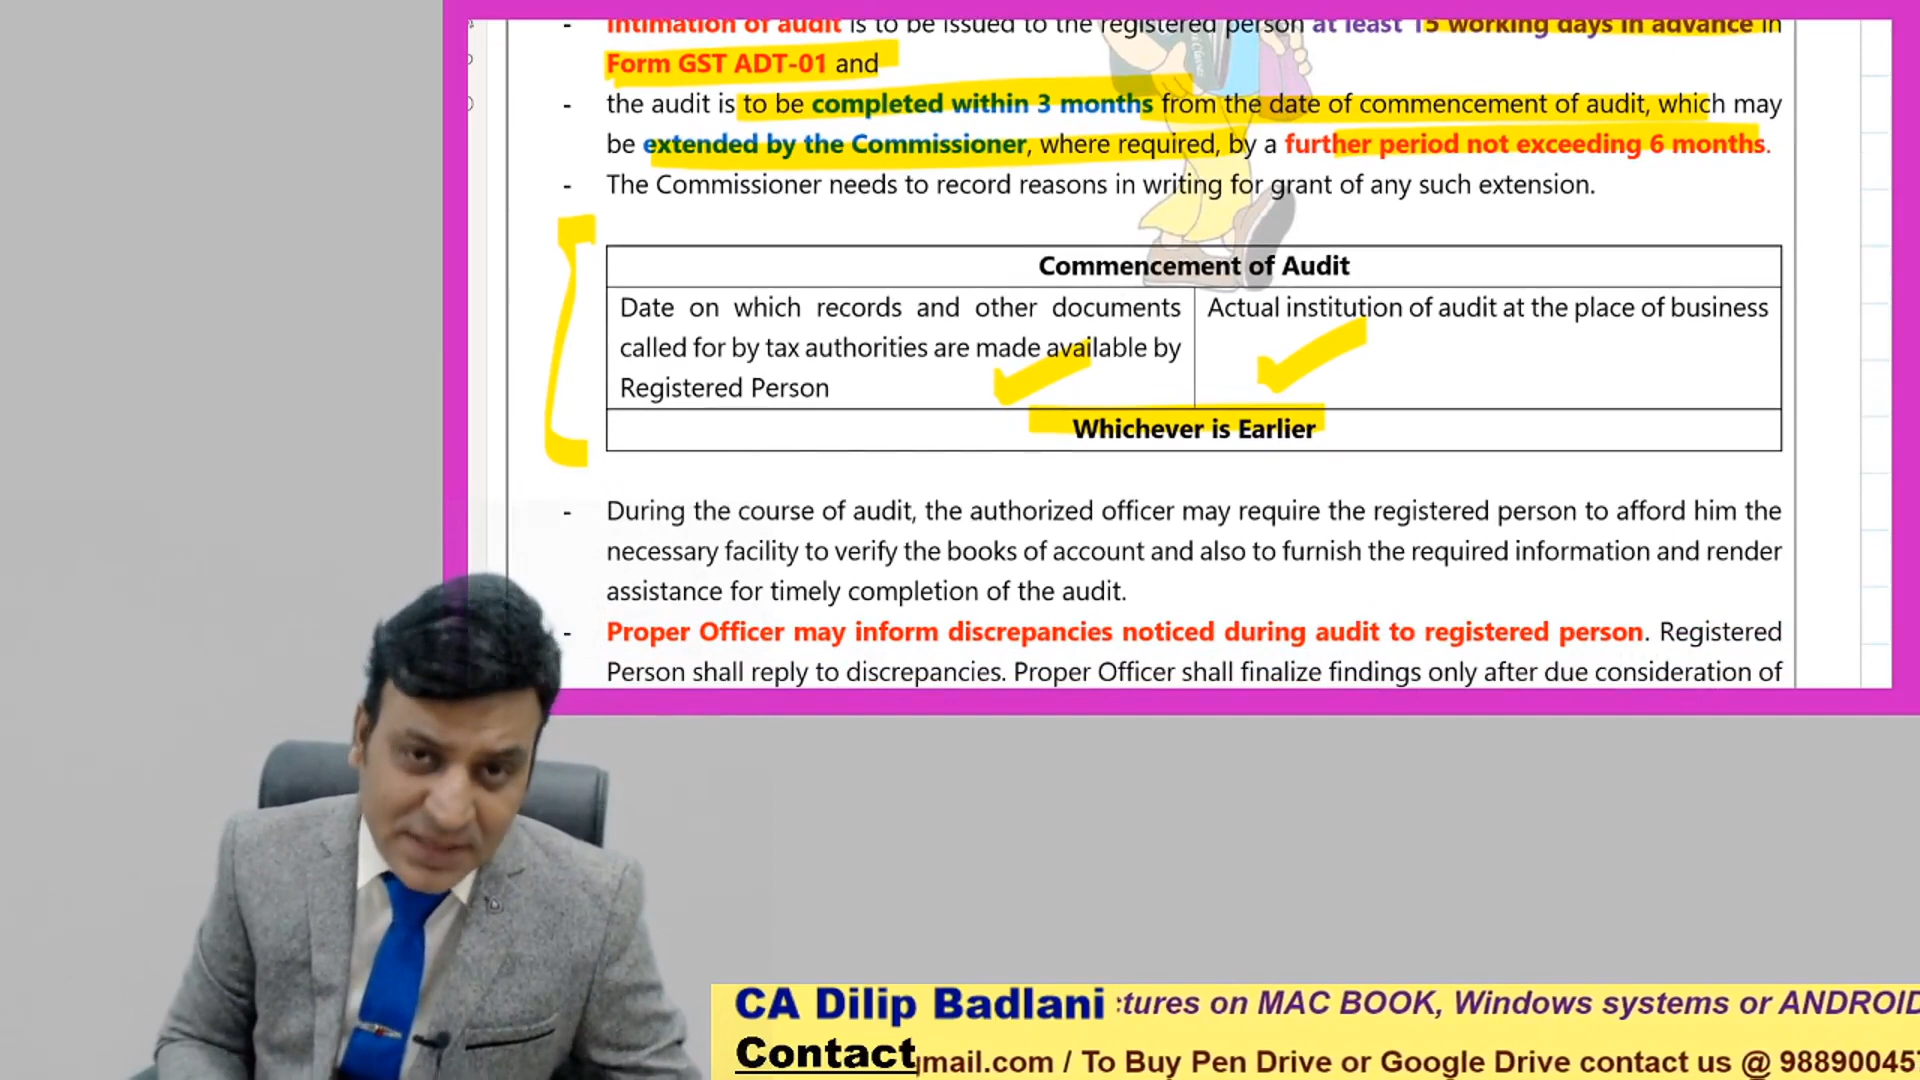 - Intimation of audit is to be issued to the registered person at least 15 working days in advance in
Form GST ADT-01 and
- the audit is to be completed within 3 months from the date of commencement of audit, which may
be extended by the Commissioner, where required, by a further period not exceeding 6 months.
- The Commissioner needs to record reasons in writing for grant of any such extension.
Commencement of Audit
Date on which records and other documents
called for by tax authorities are made available by
Registered Person
Actual institution of audit at the place of business
Whichever is Earlier
- During the course of audit, the authorized officer may require the registered person to afford him the
necessary facility to verify the books of account and also to furnish the required information and render
assistance for timely completion of the audit.
- Proper Officer may inform discrepancies noticed during audit to registered person. Registered
Person shall reply to discrepancies. Proper Officer shall finalize findings only after due consideration of
CA Dilip Badlani :tures on MAC BOOK, Windows systems or ANDROID
Contact mail.com / To Buy Pen Drive or Google Drive contact us @ 98890045